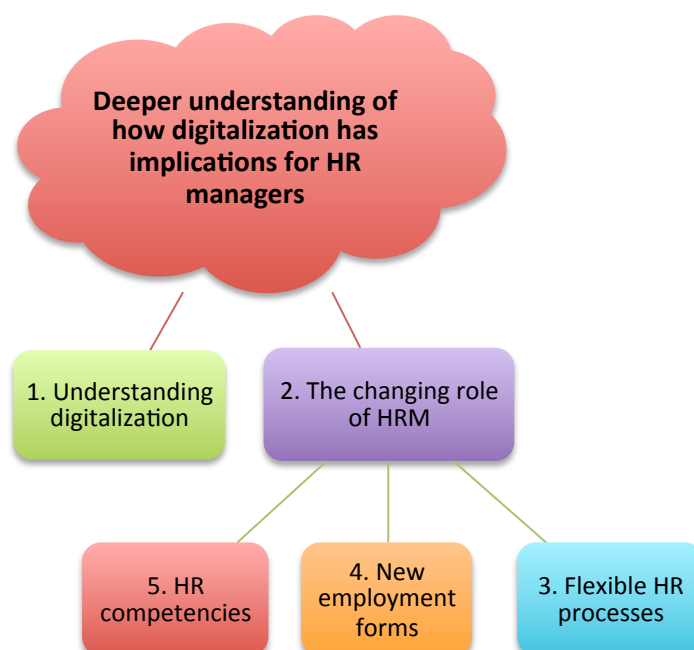 Deeper understanding of
how digitalization has
implications for HR
managers
1. Understanding
digitalization
2. The changing role
of HRM
5. HR
competencies
4. New
employment
forms
3. Flexible HR
processes